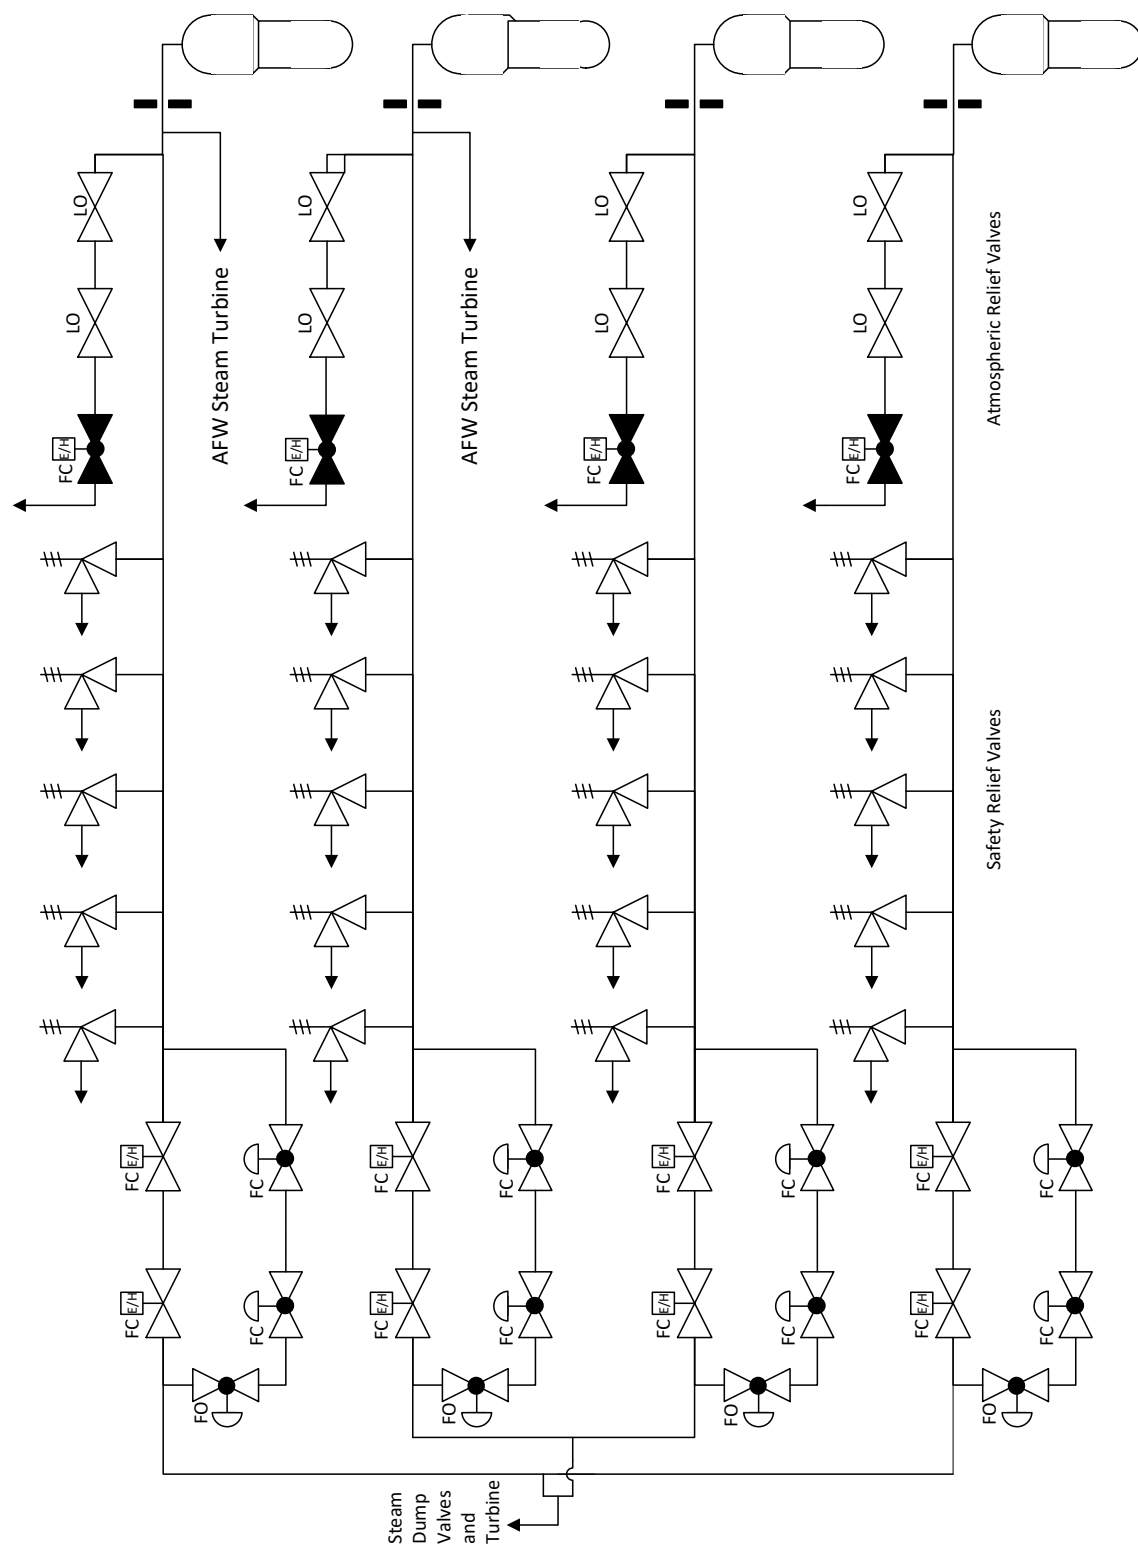 LO
LO
LO
LO
LO
LO
LO
LO
AFW Steam Turbine
AFW Steam Turbine
Atmospheric Relief Valves
E/H
FC
E/H
FC
E/H
FC
E/H
FC
Safety Relief Valves
E/H
FC
FC
E/H
FC
FC
E/H
FC
FC
E/H
FC
FC
E/H
FC
FC
E/H
FC
FC
E/H
FC
FC
E/H
FC
FC
FO
FO
FO
FO
Steam
Dump
Valves
and
Turbine